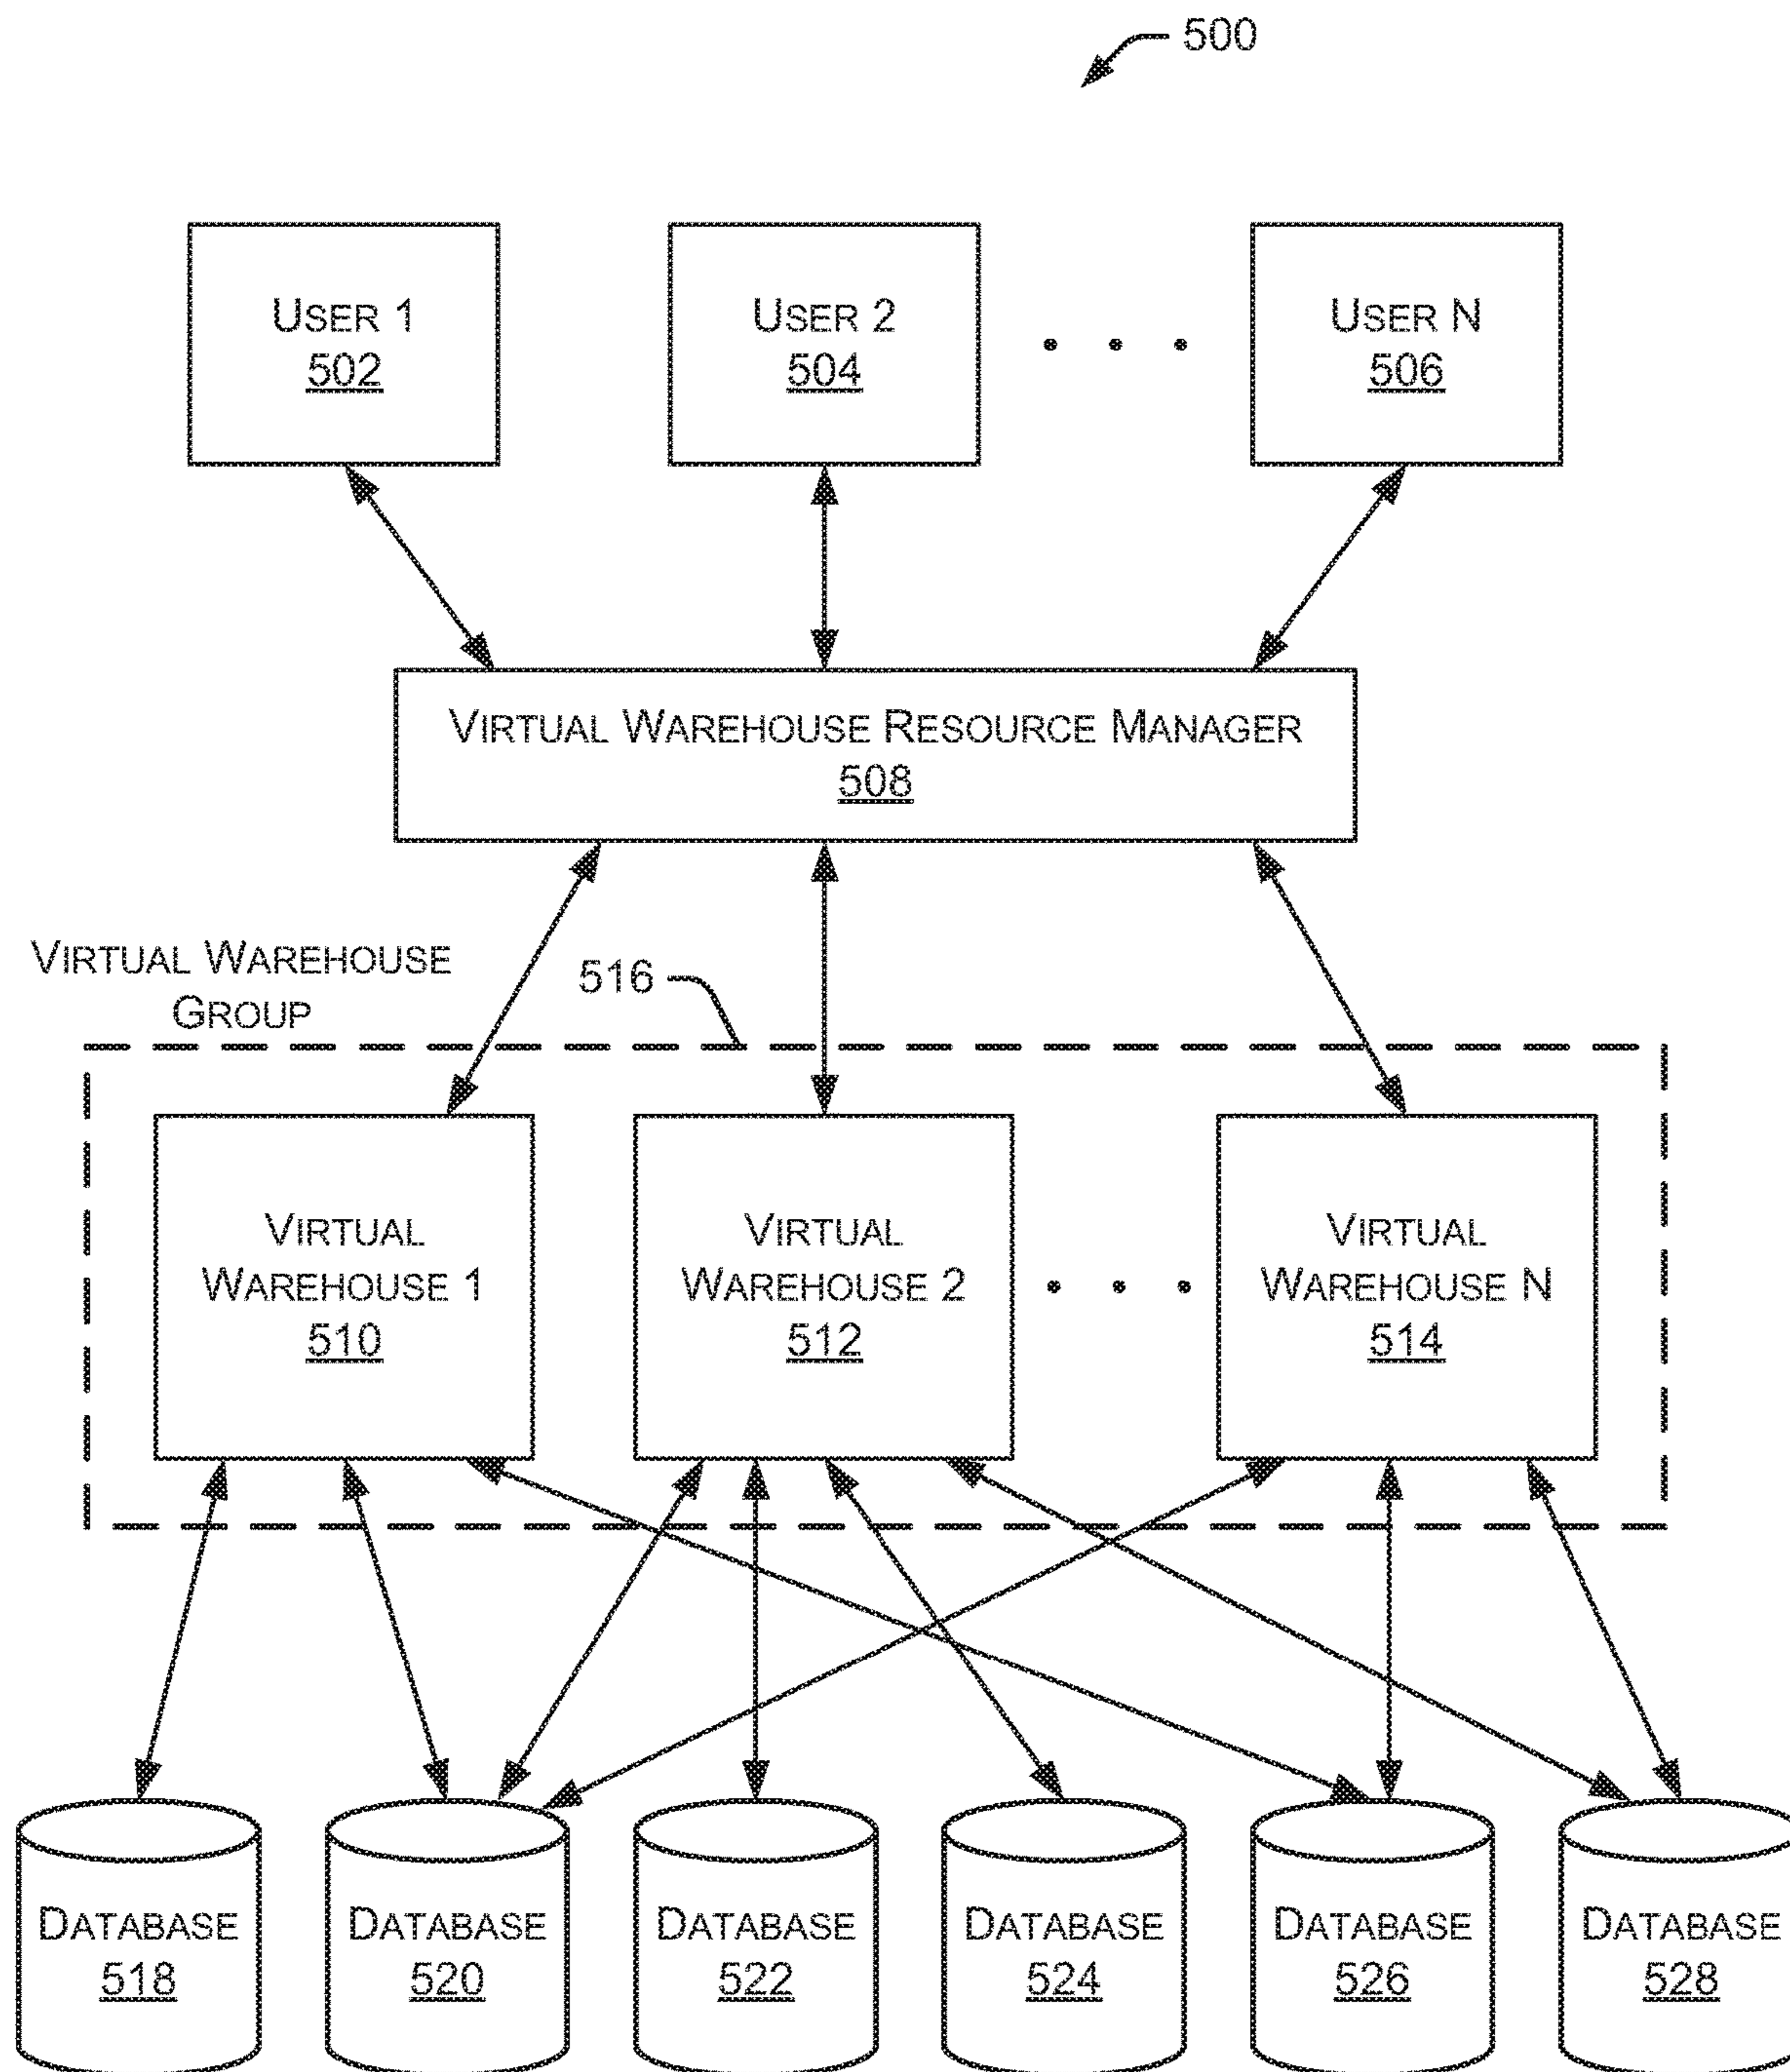 500
USER 1
502
USER 2
504
USER N
506
VIRTUAL WAREHOUSE RESOURCE MANAGER
508
VIRTUAL WAREHOUSE
GROUP
516
VIRTUAL
WAREHOUSE 1
510
VIRTUAL
WAREHOUSE 2
512
VIRTUAL
WAREHOUSE N
514
DATABASE
518
DATABASE
520
DATABASE
522
DATABASE
524
DATABASE
526
DATABASE
528